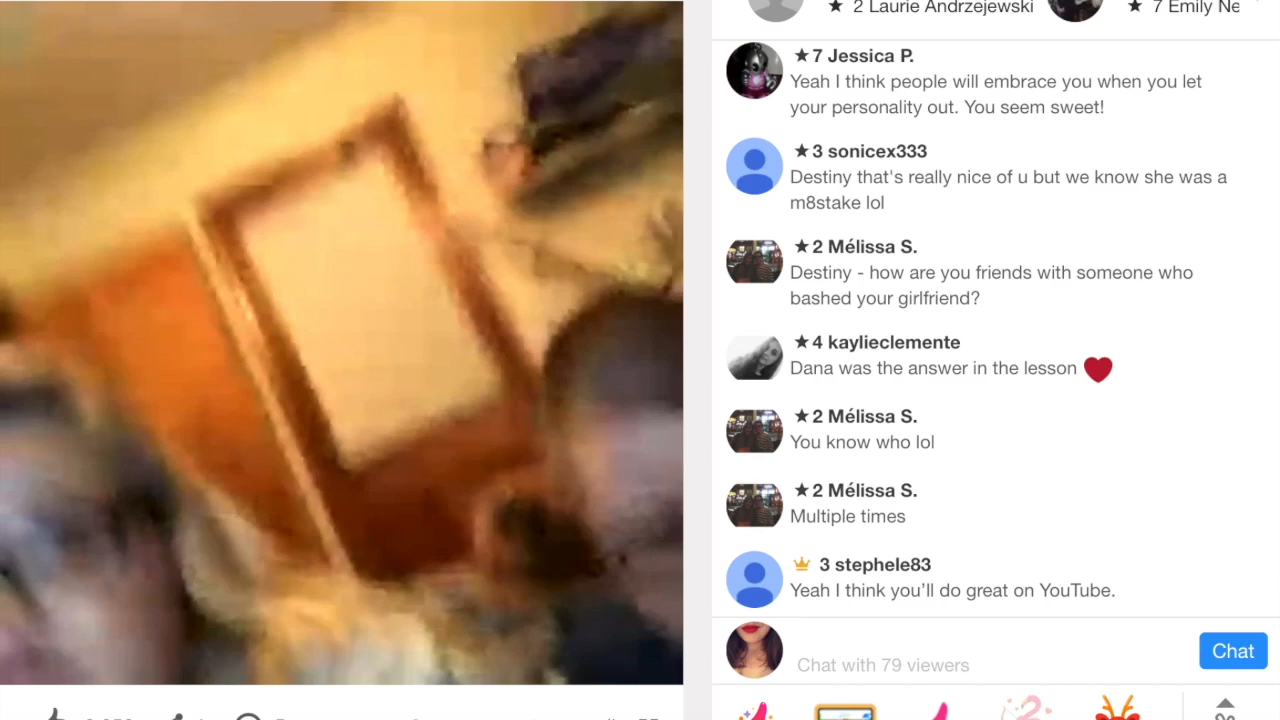 ★ 2 Laurie Andrzejewski ★ 7 Emily Ne
★7 Jessica P.
Yeah I think people will embrace you when you let
your personality out. You seem sweet!
★3 sonicex333
Destiny that's really nice of u but we know she was a
m8stake lol
★2 Mélissa S.
Destiny - how are you friends with someone who
bashed your girlfriend?
★4 kaylieclemente
Dana was the answer in the lesson ❤
★2 Mélissa S.
You know who lol
★2 Mélissa S.
Multiple times
3 stephele83
Yeah I think you’ll do great on YouTube.
Chat with 79 viewers
Chat